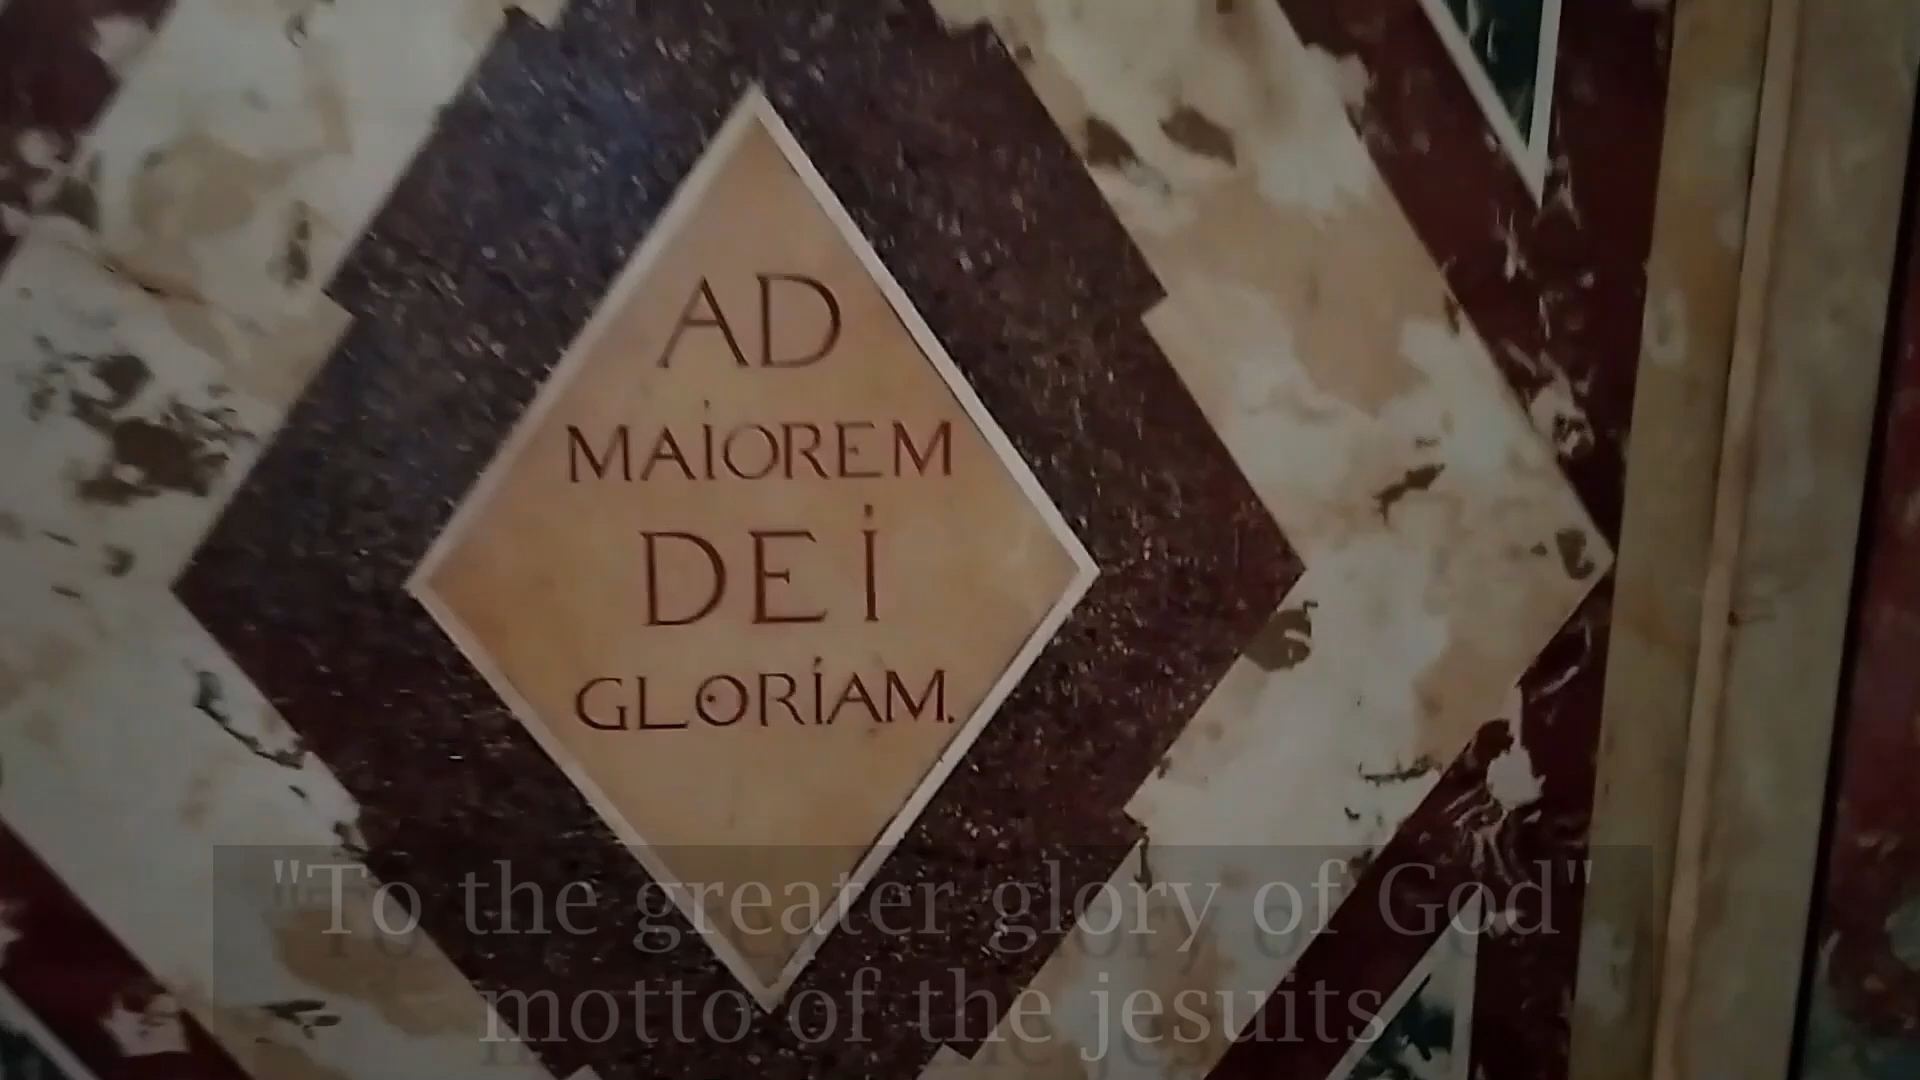 AD
MAIOREM
DEI
GLORIAM.
"To the greater glory of God"
motto of the jesuits